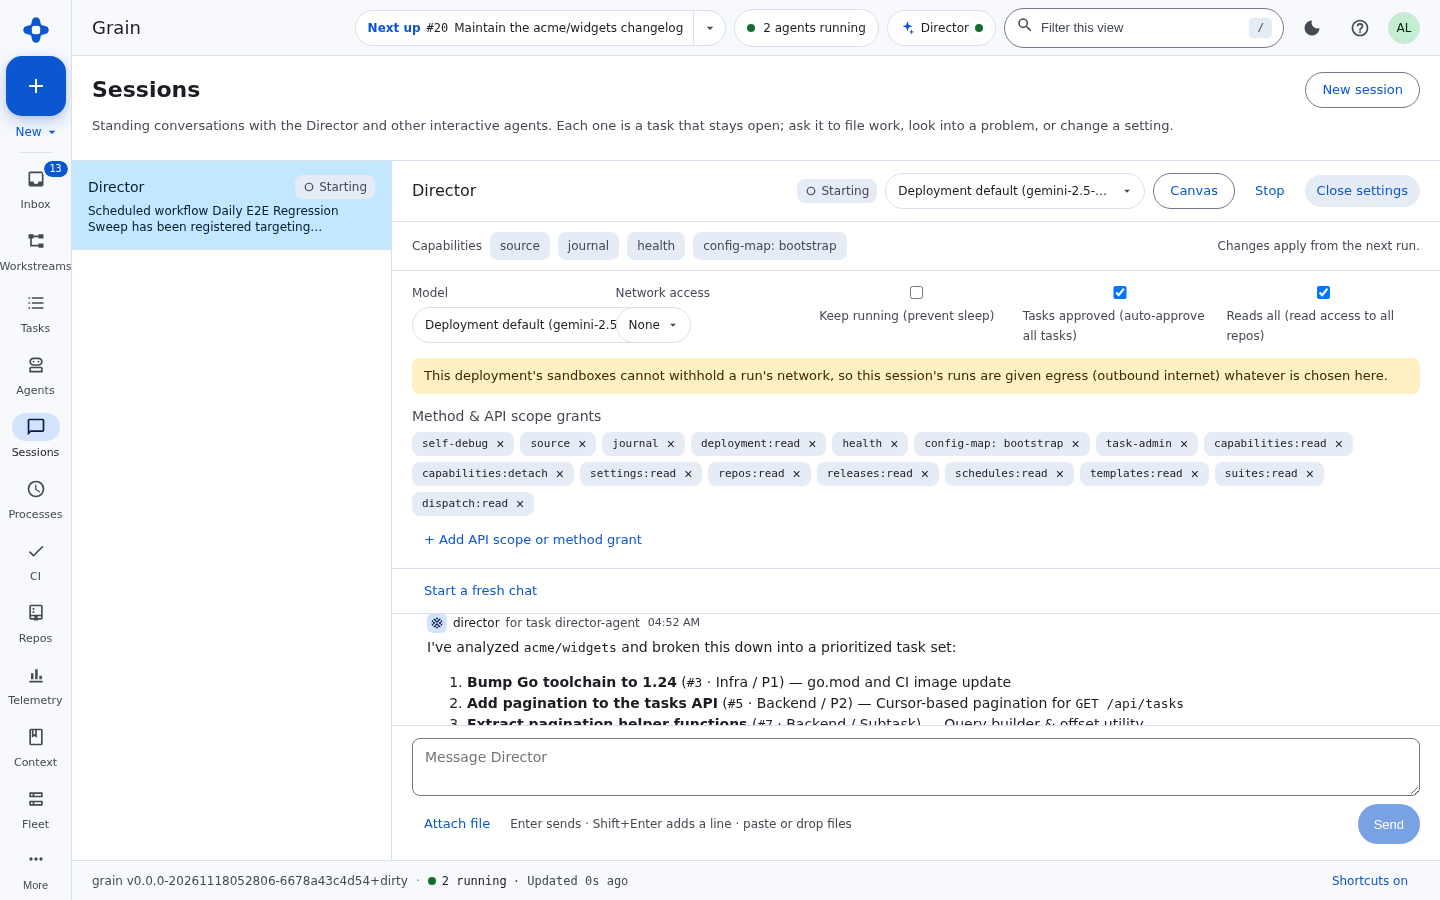 Grain
Next up #20 Maintain the acme/widgets changelog
2 agents running
Director
Filter this view
/
AL
New
13
Inbox
Workstreams
Tasks
Agents
Sessions
Processes
CI
Repos
Telemetry
Context
Fleet
More
Sessions
New session
Standing conversations with the Director and other interactive agents. Each one is a task that stays open; ask it to file work, look into a problem, or change a setting.
Director
Starting
Scheduled workflow Daily E2E Regression
Sweep has been registered targeting…
Director
Starting
Deployment default (gemini-2.5-...
Canvas
Stop
Close settings
Capabilities
source
journal
health
config-map: bootstrap
Changes apply from the next run.
Model
Deployment default (gemini-2.5
Network access
None
Keep running (prevent sleep)
Tasks approved (auto-approve
all tasks)
Reads all (read access to all
repos)
This deployment's sandboxes cannot withhold a run's network, so this session's runs are given egress (outbound internet) whatever is chosen here.
Method & API scope grants
self-debug × source × journal × deployment:read × health × config-map: bootstrap × task-admin × capabilities:read ×
capabilities:detach × settings:read × repos:read × releases:read × schedules:read × templates:read × suites:read ×
dispatch:read ×
+ Add API scope or method grant
Start a fresh chat
director for task director-agent 04:52 AM
I've analyzed acme/widgets and broken this down into a prioritized task set:
1. Bump Go toolchain to 1.24 (#3 · Infra / P1) — go.mod and CI image update
2. Add pagination to the tasks API (#5 · Backend / P2) — Cursor-based pagination for GET /api/tasks
3. Extract pagination helper functions (#7 · Backend / Subtask) — Query builder & offset utility
Message Director
Attach file
Enter sends · Shift+Enter adds a line · paste or drop files
Send
grain v0.0.0-20261118052806-6678a43c4d54+dirty · 2 running · Updated 0s ago
Shortcuts on